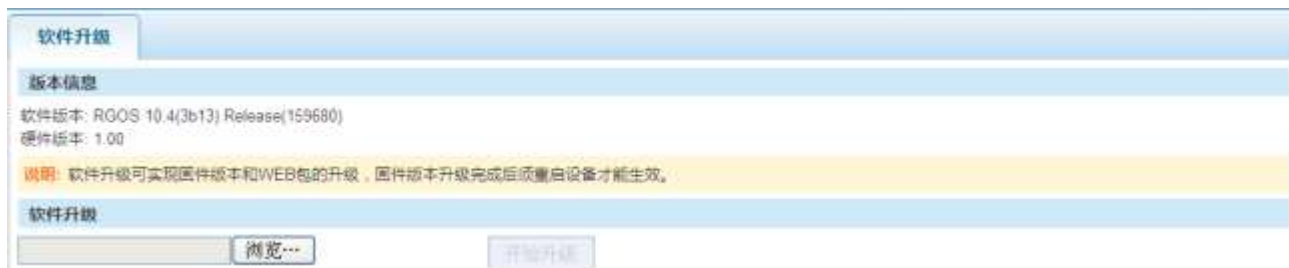 软件升级
版本信息
软件版本: RGOS 10.4(3b13) Release(159680)
硬件版本: 1.00
说明: 软件升级可实现固件版本和WEB包的升级，固件版本升级完成后须重启设备才能生效。
软件升级
浏览… 开始升级